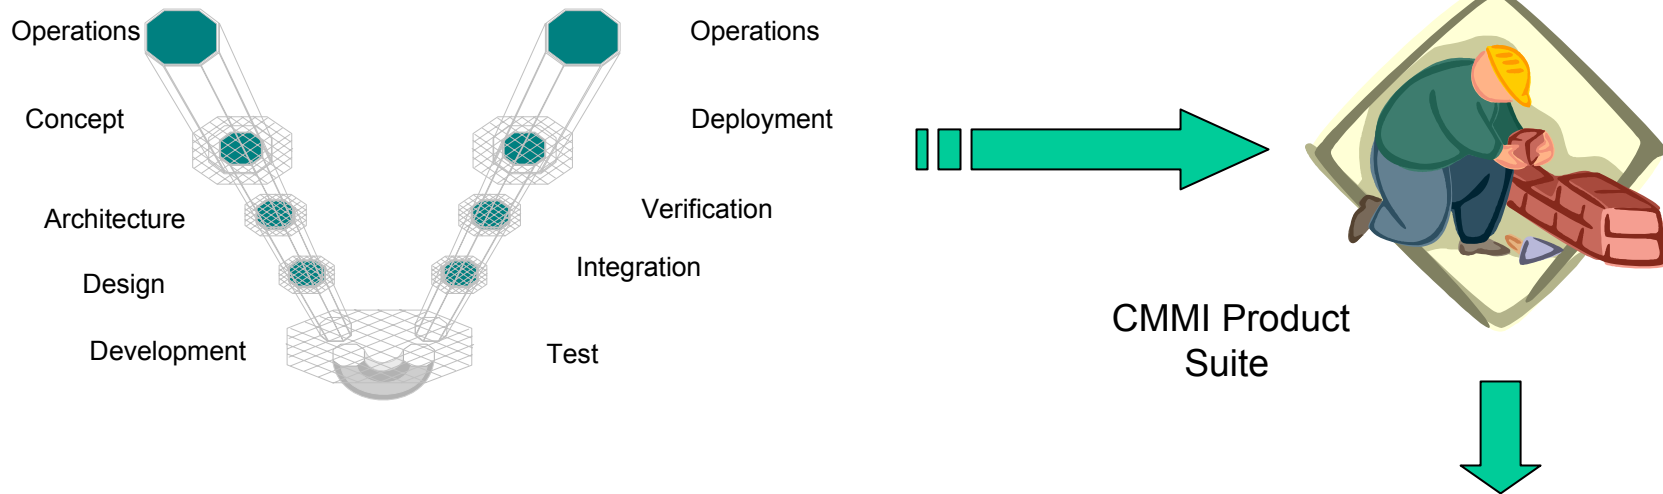 Operations
Operations
Concept
Deployment
Architecture
Verification
Design
Integration
Development
Test
CMMI Product
Suite